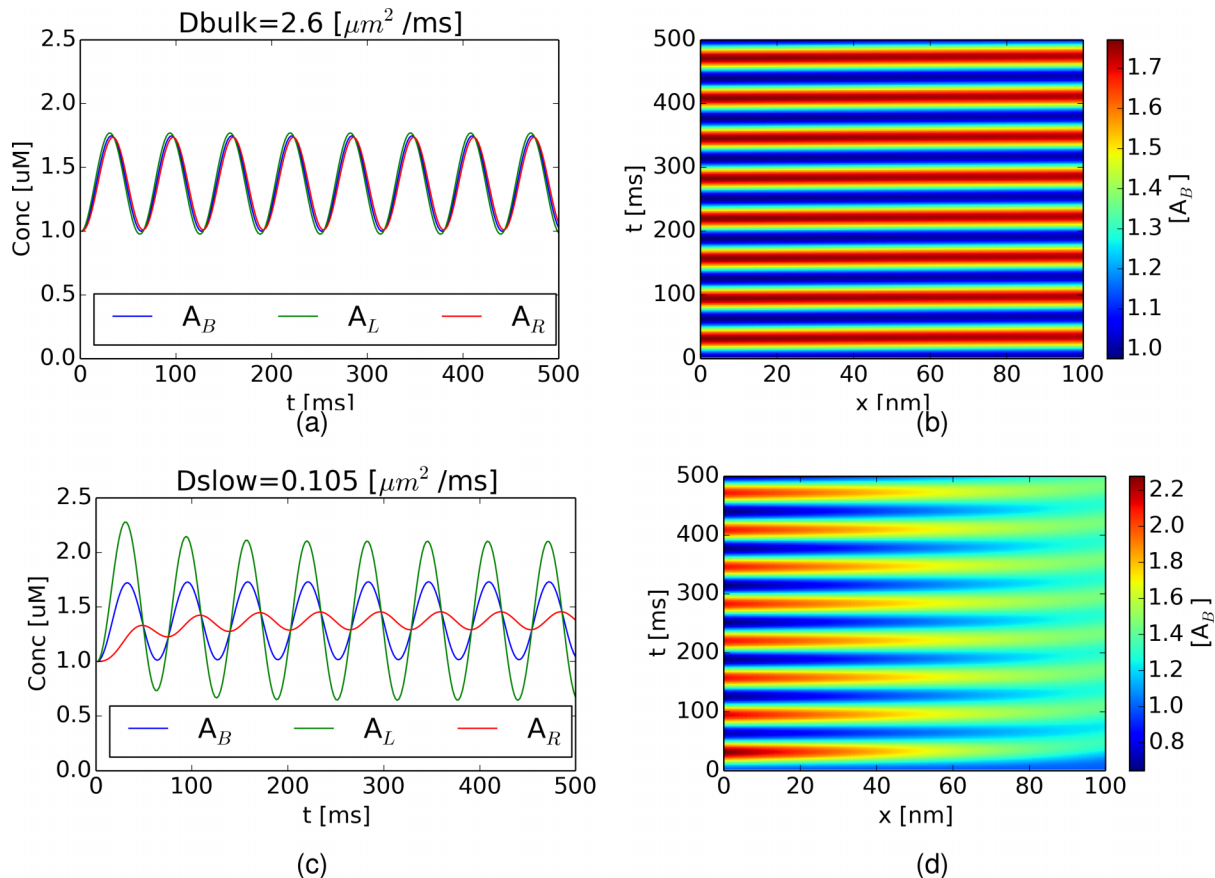 Dbulk=2.6 [μm² /ms]
2.5
2.0
1.5
1.0
0.5
0.0
Conc [uM]
A_B A_L A_R
0 100 200 300 400 500
t [ms]
(a)
500
400
300
200
100
0
t [ms]
0 20 40 60 80 100
x [nm]
(b)
1.7
1.6
1.5
1.4
1.3
1.2
1.1
1.0
[A_B]
Dslow=0.105 [μm² /ms]
2.5
2.0
1.5
1.0
0.5
0.0
Conc [uM]
A_B A_L A_R
0 100 200 300 400 500
t [ms]
(c)
500
400
300
200
100
0
t [ms]
0 20 40 60 80 100
x [nm]
(d)
2.2
2.0
1.8
1.6
1.4
1.2
1.0
0.8
[A_B]